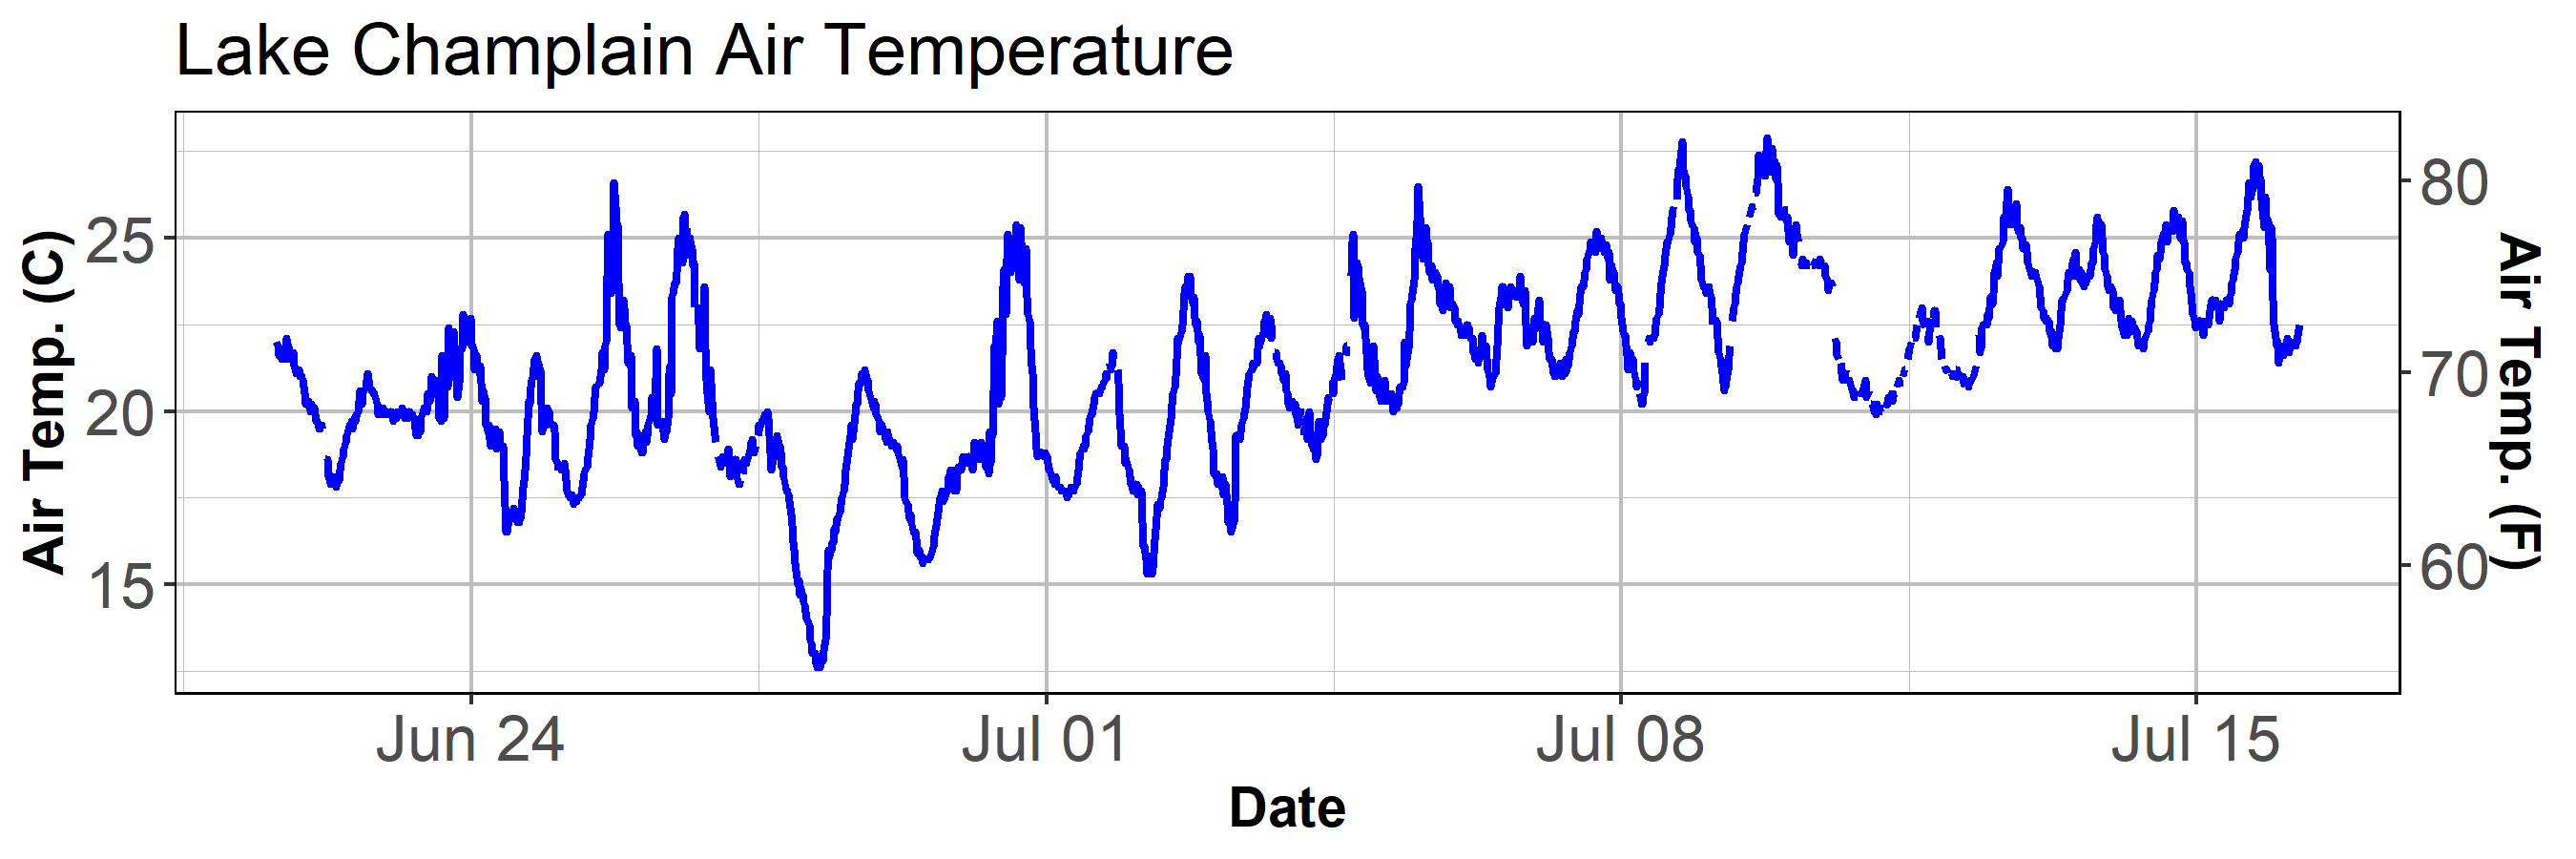 Lake Champlain Air Temperature
Air Temp. (C)
25
20
15
80
70
60
Air Temp. (F)
Jun 24
Jul 01
Jul 08
Jul 15
Date